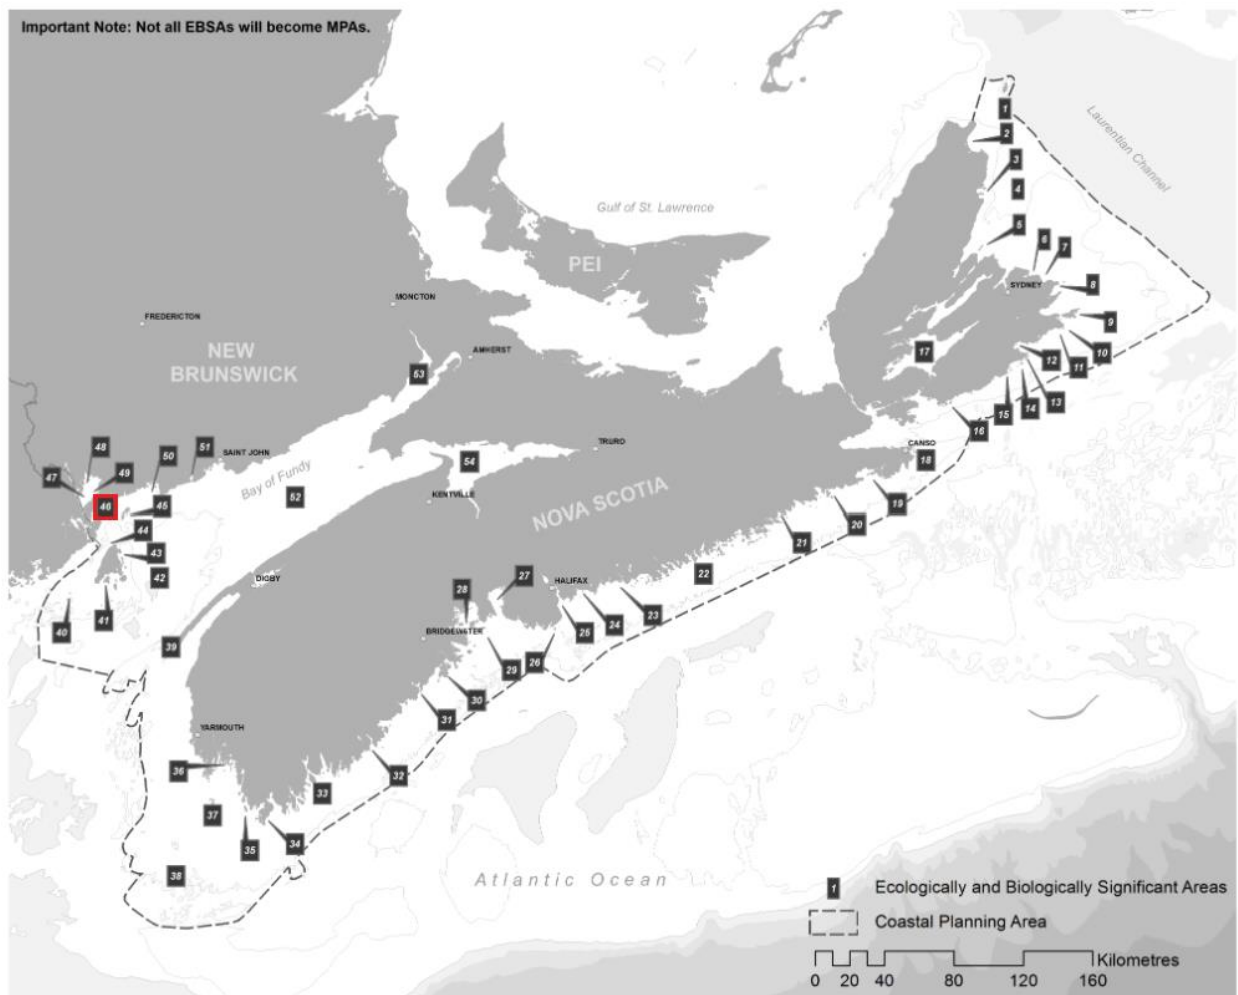 Important Note: Not all EBSAs will become MPAs.
1
Laurentian Channel
2
3
4
Gulf of St. Lawrence
5
6
7
PEI
SYDNEY
8
MONCTON
9
FREDERICTON
NEW
BRUNSWICK
AMHERST
17
12
11
10
53
15
14
13
16
48
51
50
SAINT JOHN
TRURO
CANSO
47
49
54
18
Bay of Fundy
52
KENTVILLE
NOVA SCOTIA
46
45
19
44
20
43
21
42
DIGBY
27
HALIFAX
22
28
41
23
40
BRIDGEWATER
25
24
39
29
26
30
31
YARMOUTH
36
32
33
37
34
35
38
Atlantic Ocean
1 Ecologically and Biologically Significant Areas
Coastal Planning Area
Kilometres
0 20 40 80 120 160